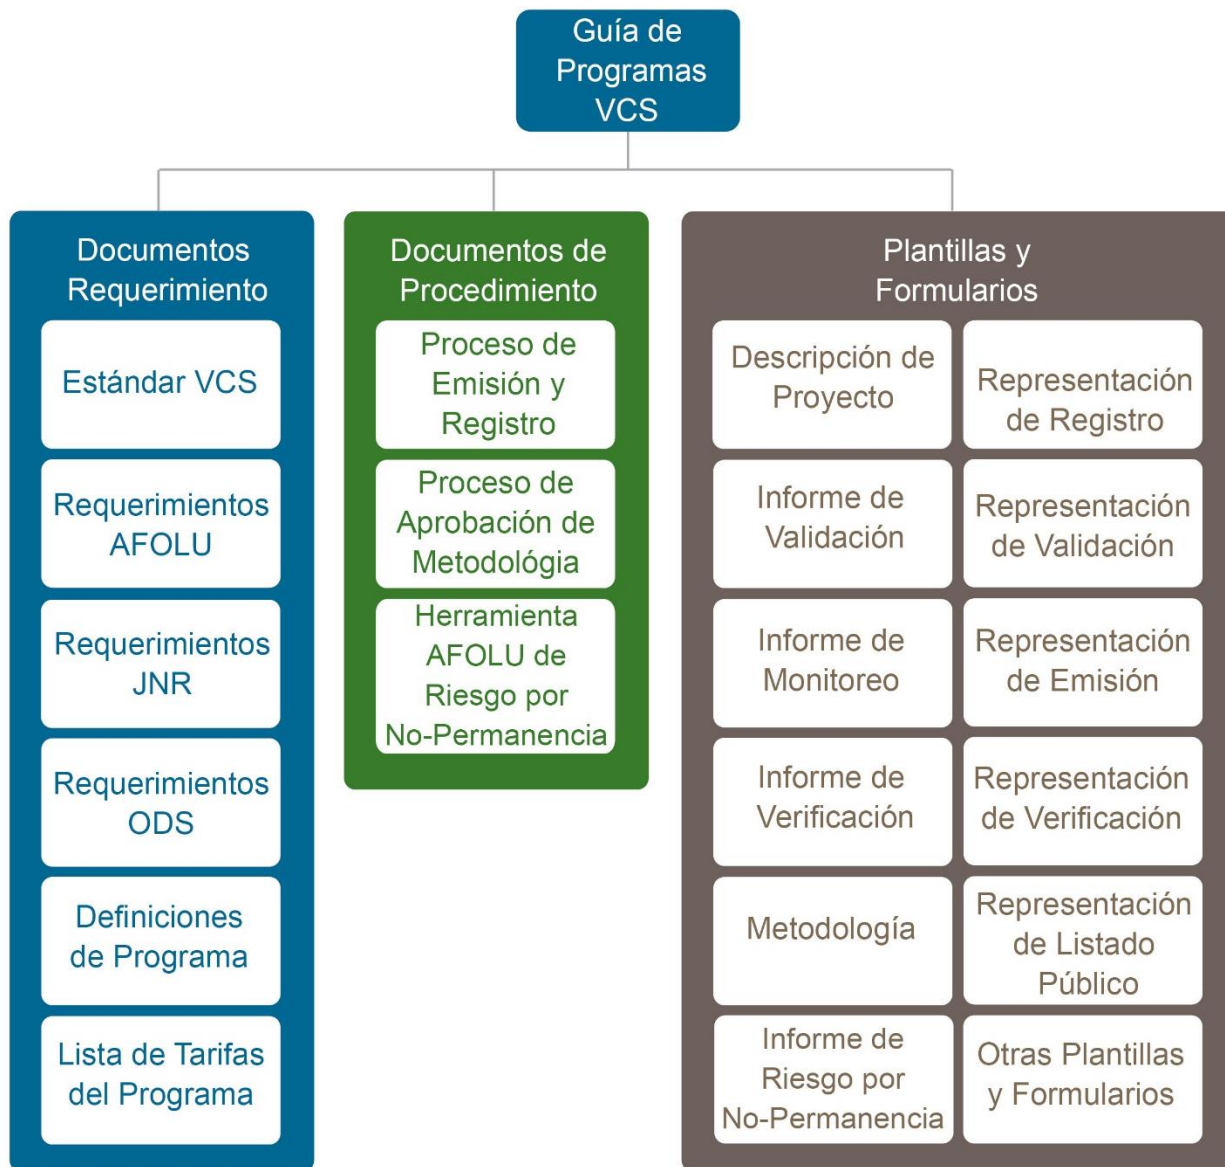 Guía de
Programas
VCS
Documentos
Requerimiento
Estándar VCS
Requerimientos
AFOLU
Requerimientos
JNR
Requerimientos
ODS
Definiciones
de Programa
Lista de Tarifas
del Programa
Documentos de
Procedimiento
Proceso de
Emisión y
Registro
Proceso de
Aprobación de
Metodológia
Herramienta
AFOLU de
Riesgo por
No-Permanencia
Plantillas y
Formularios
Descripción de
Proyecto
Informe de
Validación
Informe de
Monitoreo
Informe de
Verificación
Metodología
Informe de
Riesgo por
No-Permanencia
Representación
de Registro
Representación
de Validación
Representación
de Emisión
Representación
de Verificación
Representación
de Listado
Público
Otras Plantillas
y Formularios